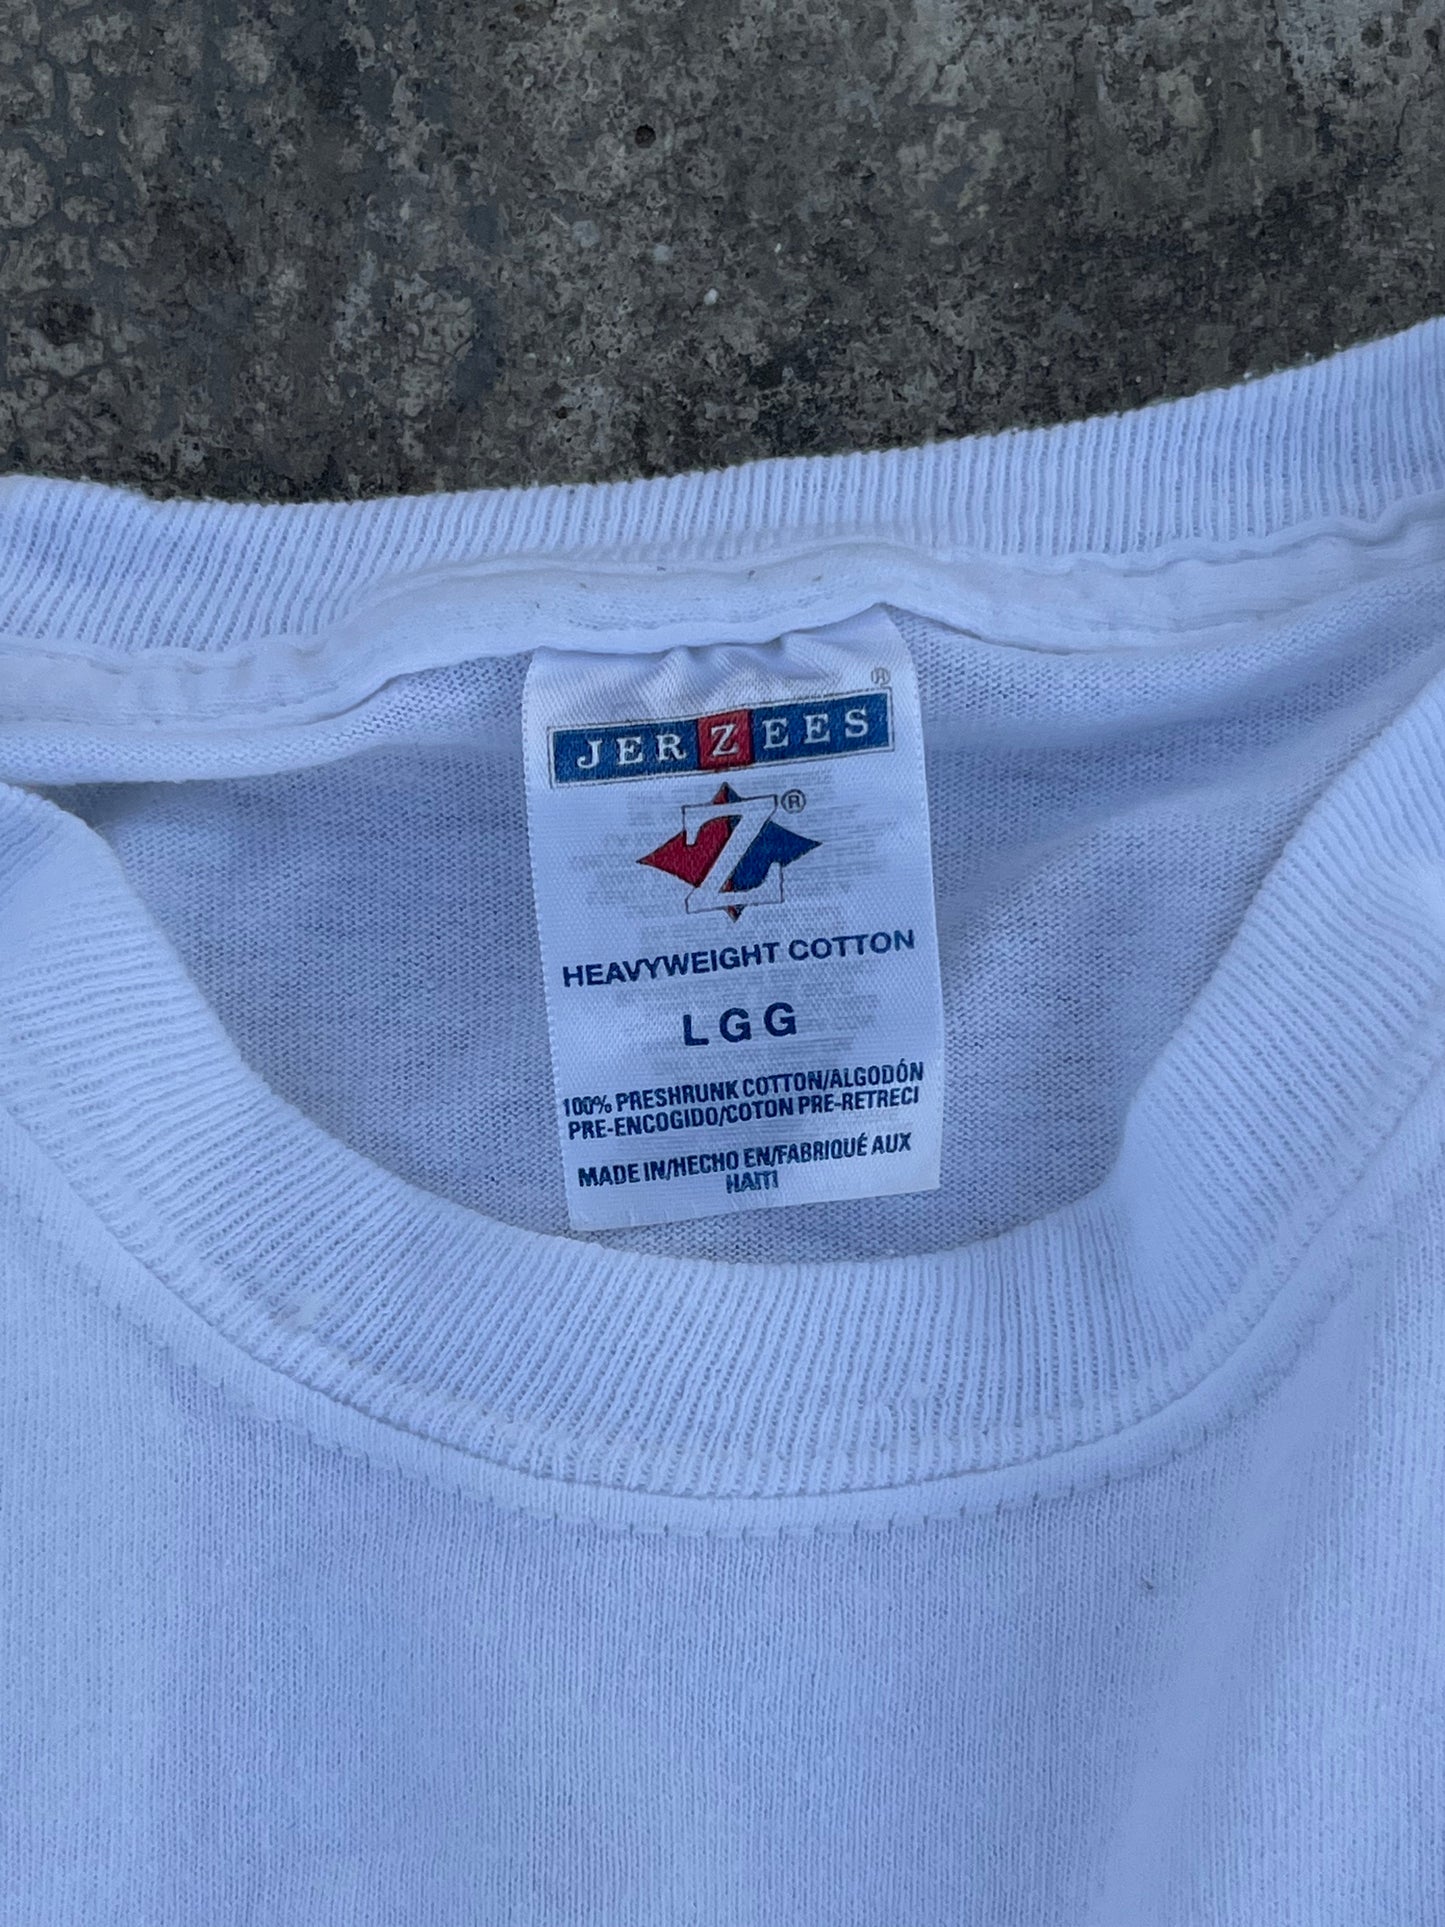 ®
JERZEES
Z®
HEAVYWEIGHT COTTON
LGG
100% PRESHRUNK COTTON/ALGODÓN
PRE-ENCOGIDO/COTON PRE-RETRECI
MADE IN/HECHO EN/FABRIQUÉ AUX
HAITI